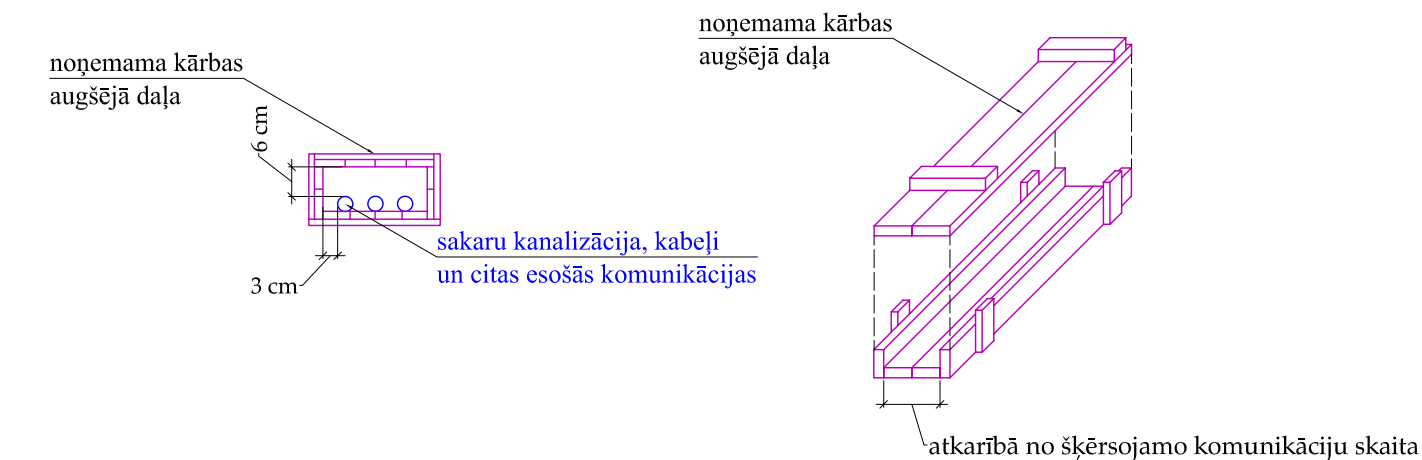 noņemama kārbas
augšējā daļa
6 cm
3 cm
sakaru kanalizācija, kabeļi
un citas esošās komunikācijas
noņemama kārbas
augšējā daļa
atkarībā no šķērsojamo komunikāciju skaita